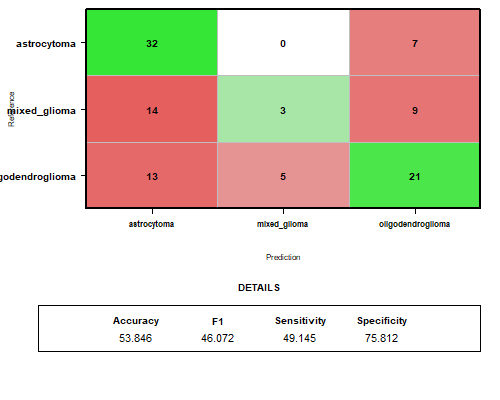 astrocytoma 32 0 7
Reference
mixed_glioma 14 3 9
godendroglioma 13 5 21
astrocytoma mixed_glioma oligodendroglioma
Prediction
DETAILS
Accuracy F1 Sensitivity Specificity
53.846 46.072 49.145 75.812